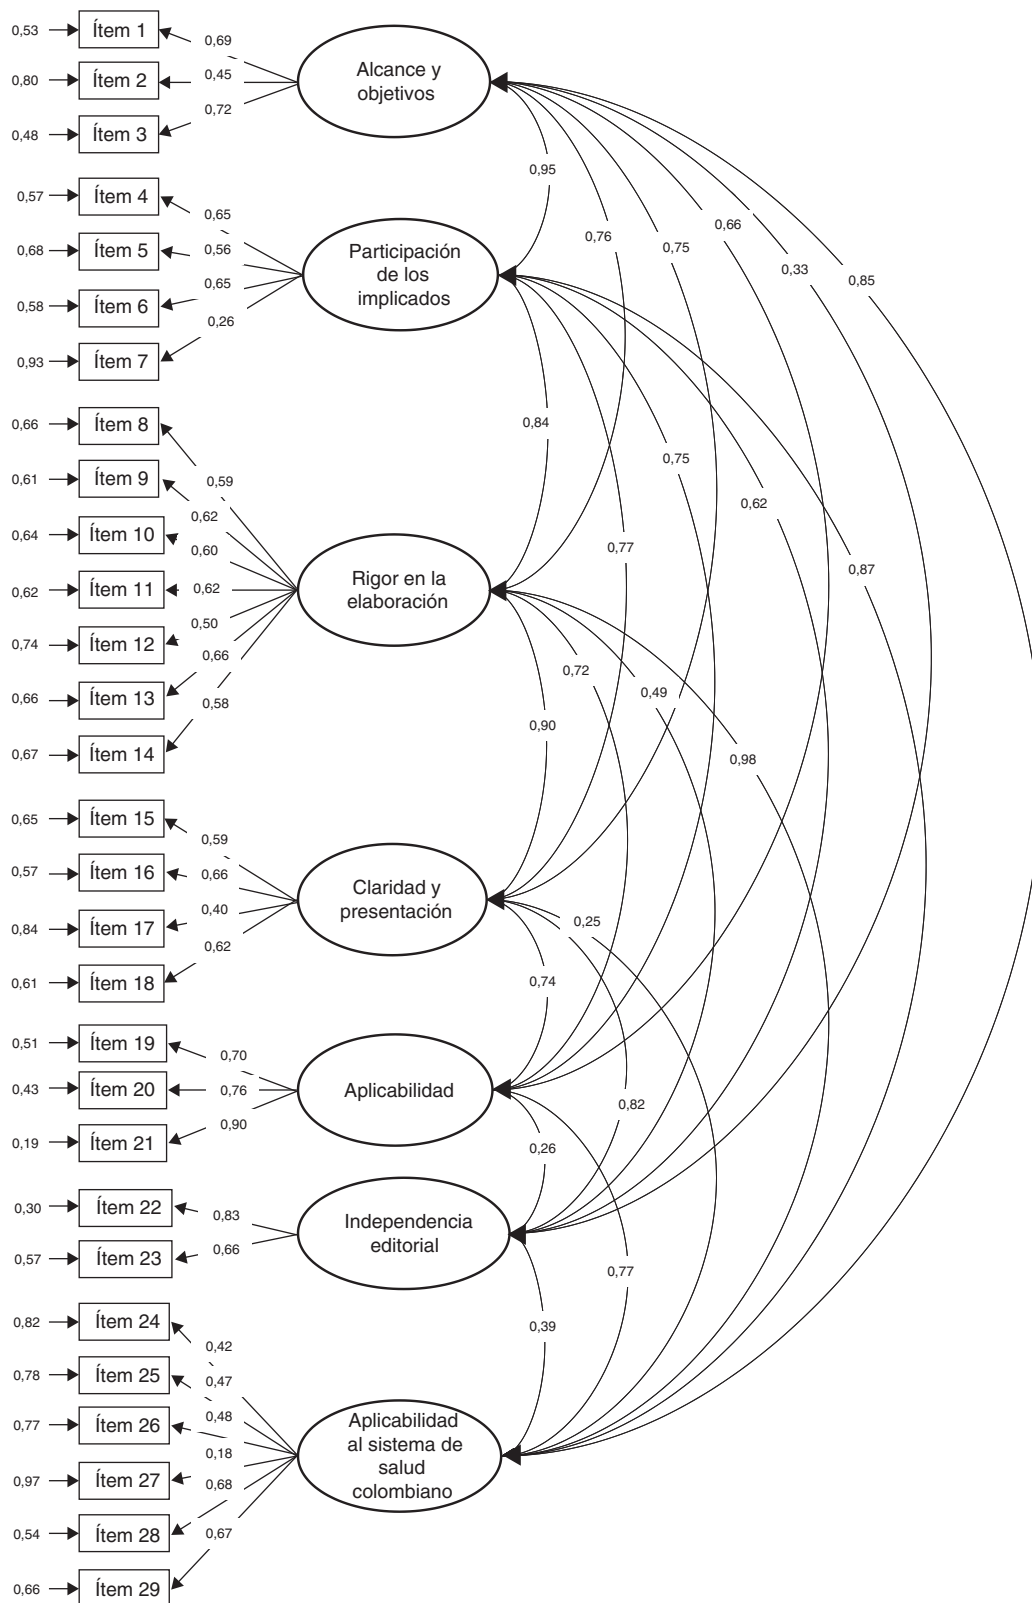 0,53
Ítem 1
0,69
0,80
Ítem 2
0,45
0,48
Ítem 3
0,72
Alcance y
objetivos
0,57
Ítem 4
0,65
0,68
Ítem 5
0,56
0,58
Ítem 6
0,65
0,93
Ítem 7
0,26
Participación
de los
implicados
0,95
0,76
0,75
0,66
0,33
0,85
0,66
Ítem 8
0,59
0,61
Ítem 9
0,62
0,64
Ítem 10
0,60
0,62
Ítem 11
0,62
0,74
Ítem 12
0,50
0,66
Ítem 13
0,66
0,67
Ítem 14
0,58
Rigor en la
elaboración
0,84
0,77
0,75
0,62
0,87
0,65
Ítem 15
0,59
0,57
Ítem 16
0,66
0,84
Ítem 17
0,40
0,61
Ítem 18
0,62
Claridad y
presentación
0,90
0,72
0,49
0,98
0,51
Ítem 19
0,70
0,43
Ítem 20
0,76
0,19
Ítem 21
0,90
Aplicabilidad
0,74
0,25
0,82
0,30
Ítem 22
0,83
0,57
Ítem 23
0,66
Independencia
editorial
0,26
0,77
0,82
Ítem 24
0,42
0,78
Ítem 25
0,47
0,77
Ítem 26
0,48
0,97
Ítem 27
0,18
0,54
Ítem 28
0,68
0,66
Ítem 29
0,67
Aplicabilidad
al sistema de
salud
colombiano
0,39